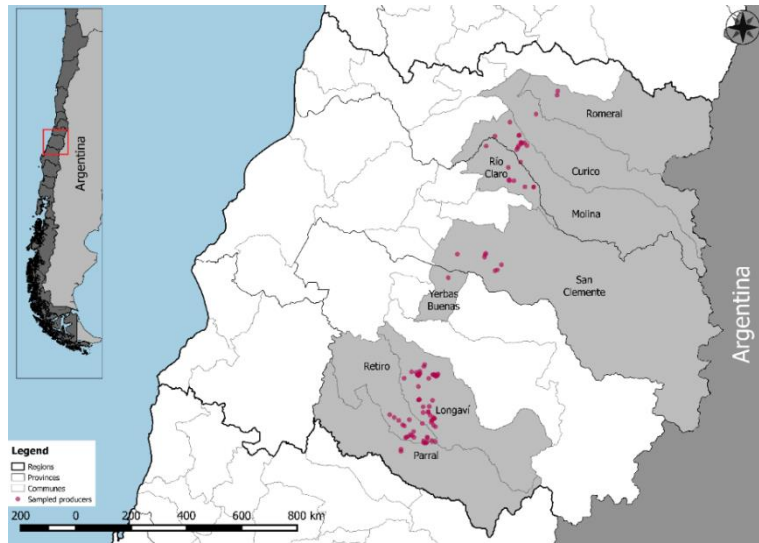 Argentina
Romeral
Río
Claro
Curico
Molina
San
Clemente
Yerbas
Buenas
Retiro
Longaví
Parral
Argentina
Legend
Regions
Provinces
Communes
Sampled producers
200 0 200 400 600 800 km